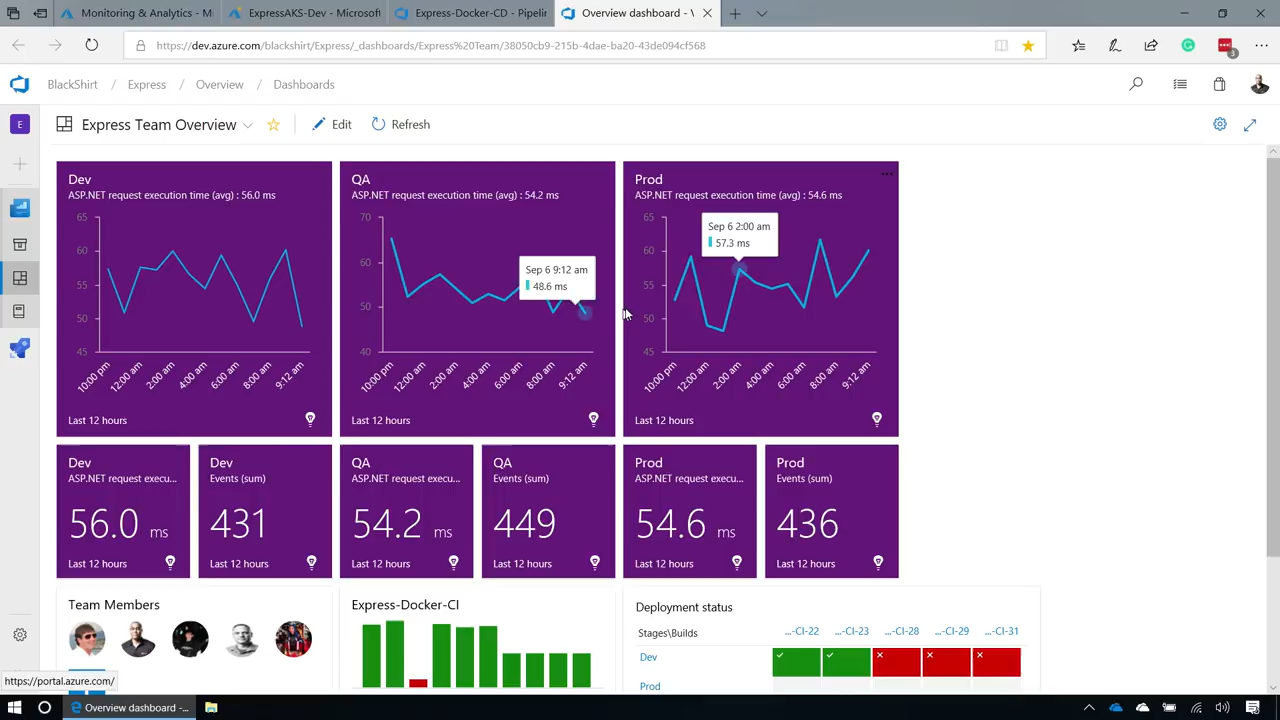 Monitoring & Analytics - M
ExpressAKS-Dev - Microsoft
Express-Docker-CD - Pipelin
Overview dashboard - V
https://dev.azure.com/blackshirt/Express/_dashboards/Express%20Team/38050cb9-215b-4dae-ba20-43de094cf568
3
BlackShirt / Express / Overview / Dashboards
E
Express Team Overview
Edit
Refresh
Dev
ASP.NET request execution time (avg) : 56.0 ms
65
60
55
50
45
10:00 pm
12:00 am
2:00 am
4:00 am
6:00 am
8:00 am
9:12 am
Last 12 hours
QA
ASP.NET request execution time (avg) : 54.2 ms
70
60
50
40
Sep 6 9:12 am
48.6 ms
10:00 pm
12:00 am
2:00 am
4:00 am
6:00 am
8:00 am
9:12 am
Last 12 hours
Prod
ASP.NET request execution time (avg) : 54.6 ms
65
60
55
50
45
Sep 6 2:00 am
57.3 ms
10:00 pm
12:00 am
2:00 am
4:00 am
6:00 am
8:00 am
9:12 am
Last 12 hours
Dev
ASP.NET request execu...
56.0 ms
Last 12 hours
Dev
Events (sum)
431
Last 12 hours
QA
ASP.NET request execu...
54.2 ms
Last 12 hours
QA
Events (sum)
449
Last 12 hours
Prod
ASP.NET request execu...
54.6 ms
Last 12 hours
Prod
Events (sum)
436
Last 12 hours
Team Members
Express-Docker-CI
Deployment status
Stages\Builds
...-CI-22
...-CI-23
...-CI-28
...-CI-29
...-CI-31
Dev
Prod
https://portal.azure.com/
Overview dashboard -...